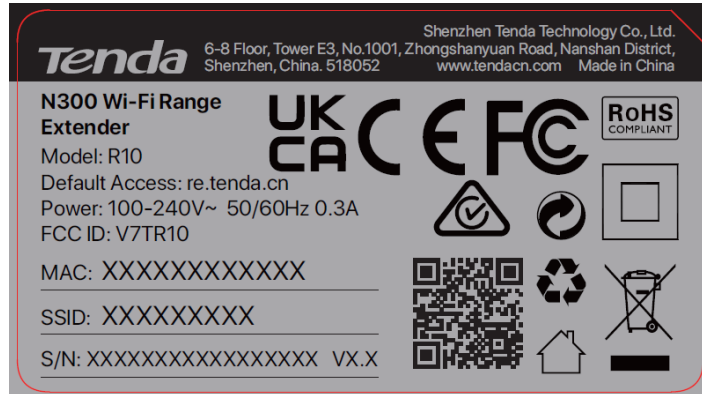 Tenda
Shenzhen Tenda Technology Co., Ltd.
6-8 Floor, Tower E3, No.1001, Zhongshanyuan Road, Nanshan District,
Shenzhen, China. 518052 www.tendacn.com Made in China
N300 Wi-Fi Range
Extender
Model: R10
Default Access: re.tenda.cn
Power: 100-240V~ 50/60Hz 0.3A
FCC ID: V7TR10
MAC: XXXXXXXXXXXX
SSID: XXXXXXXXX
S/N: XXXXXXXXXXXXXXXXX VX.X
UK
CA
CE
FC
RoHS
COMPLIANT